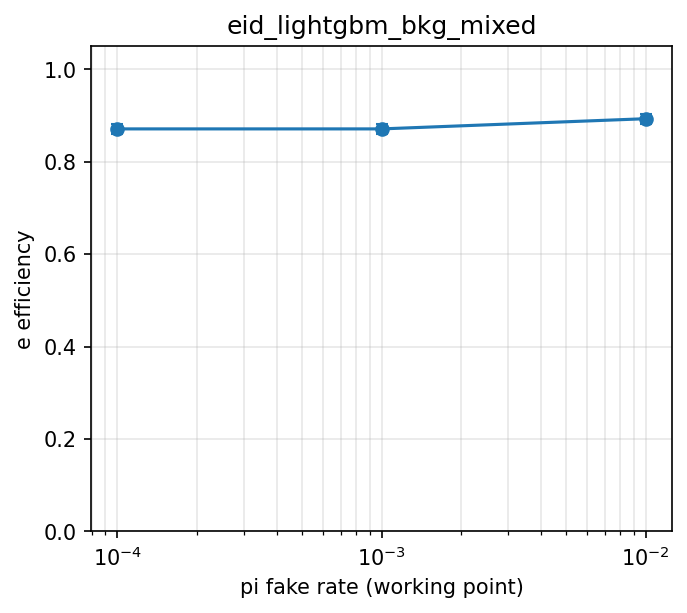 eid_lightgbm_bkg_mixed
1.0
0.8
0.6
0.4
0.2
0.0
e efficiency
10⁻⁴ 10⁻³ 10⁻²
pi fake rate (working point)